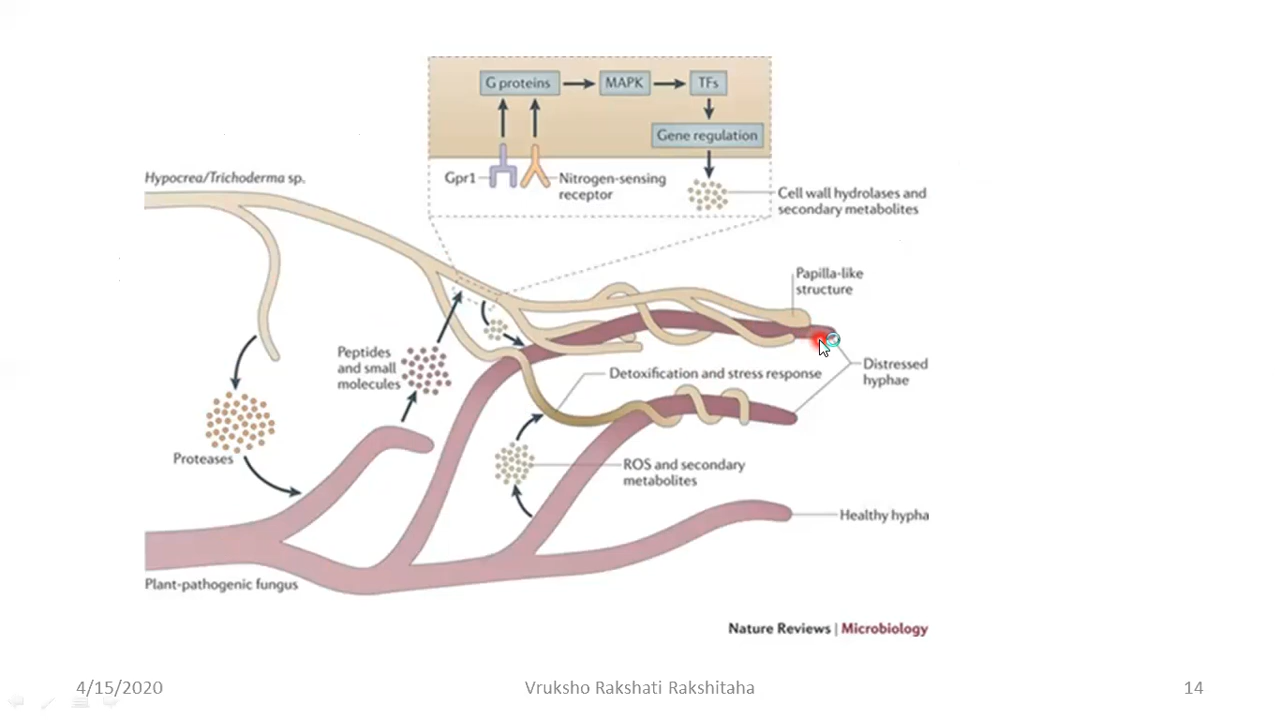 G proteins
MAPK
TFs
Gene regulation
Hypocrea/Trichoderma sp.
Gpr1
Nitrogen-sensing
receptor
Cell wall hydrolases and
secondary metabolites
Papilla-like
structure
Peptides
and small
molecules
Detoxification and stress response
Distressed
hyphae
Proteases
ROS and secondary
metabolites
Healthy hypha
Plant-pathogenic fungus
Nature Reviews | Microbiology
4/15/2020
Vruksho Rakshati Rakshitaha
14